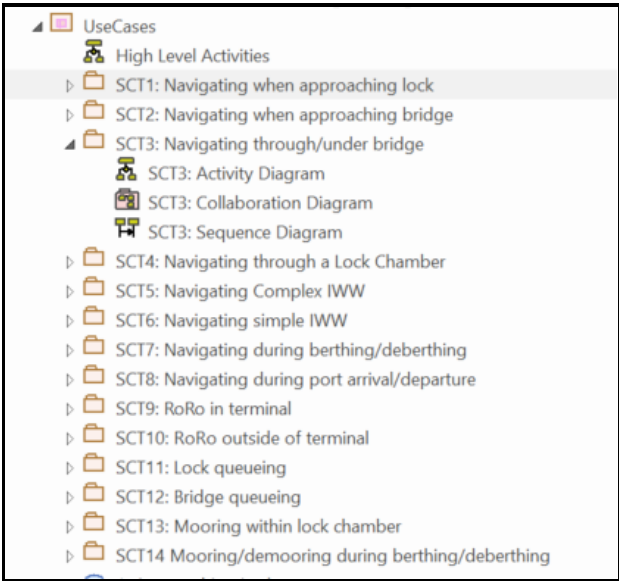 UseCases
High Level Activities
SCT1: Navigating when approaching lock
SCT2: Navigating when approaching bridge
SCT3: Navigating through/under bridge
SCT3: Activity Diagram
SCT3: Collaboration Diagram
SCT3: Sequence Diagram
SCT4: Navigating through a Lock Chamber
SCT5: Navigating Complex IWW
SCT6: Navigating simple IWW
SCT7: Navigating during berthing/deberthing
SCT8: Navigating during port arrival/departure
SCT9: RoRo in terminal
SCT10: RoRo outside of terminal
SCT11: Lock queueing
SCT12: Bridge queueing
SCT13: Mooring within lock chamber
SCT14 Mooring/demooring during berthing/deberthing